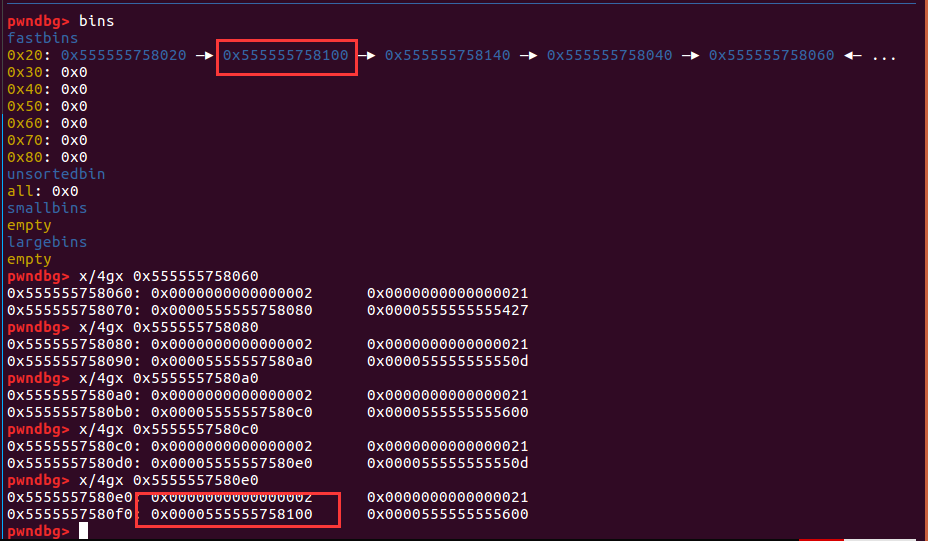 pwndbg> bins
fastbins
0x20: 0x555555758020 —▸ 0x555555758100 —▸ 0x555555758140 —▸ 0x555555758040 —▸ 0x555555758060 ◂— ...
0x30: 0x0
0x40: 0x0
0x50: 0x0
0x60: 0x0
0x70: 0x0
0x80: 0x0
unsortedbin
all: 0x0
smallbins
empty
largebins
empty
pwndbg> x/4gx 0x555555758060
0x555555758060: 0x0000000000000002 0x0000000000000021
0x555555758070: 0x0000555555758080 0x0000555555555427
pwndbg> x/4gx 0x555555758080
0x555555758080: 0x0000000000000002 0x0000000000000021
0x555555758090: 0x00005555557580a0 0x000055555555550d
pwndbg> x/4gx 0x5555557580a0
0x5555557580a0: 0x0000000000000002 0x0000000000000021
0x5555557580b0: 0x00005555557580c0 0x0000555555555600
pwndbg> x/4gx 0x5555557580c0
0x5555557580c0: 0x0000000000000002 0x0000000000000021
0x5555557580d0: 0x00005555557580e0 0x000055555555550d
pwndbg> x/4gx 0x5555557580e0
0x5555557580e0: 0x0000000000000002 0x0000000000000021
0x5555557580f0: 0x0000555555758100 0x0000555555555600
pwndbg>